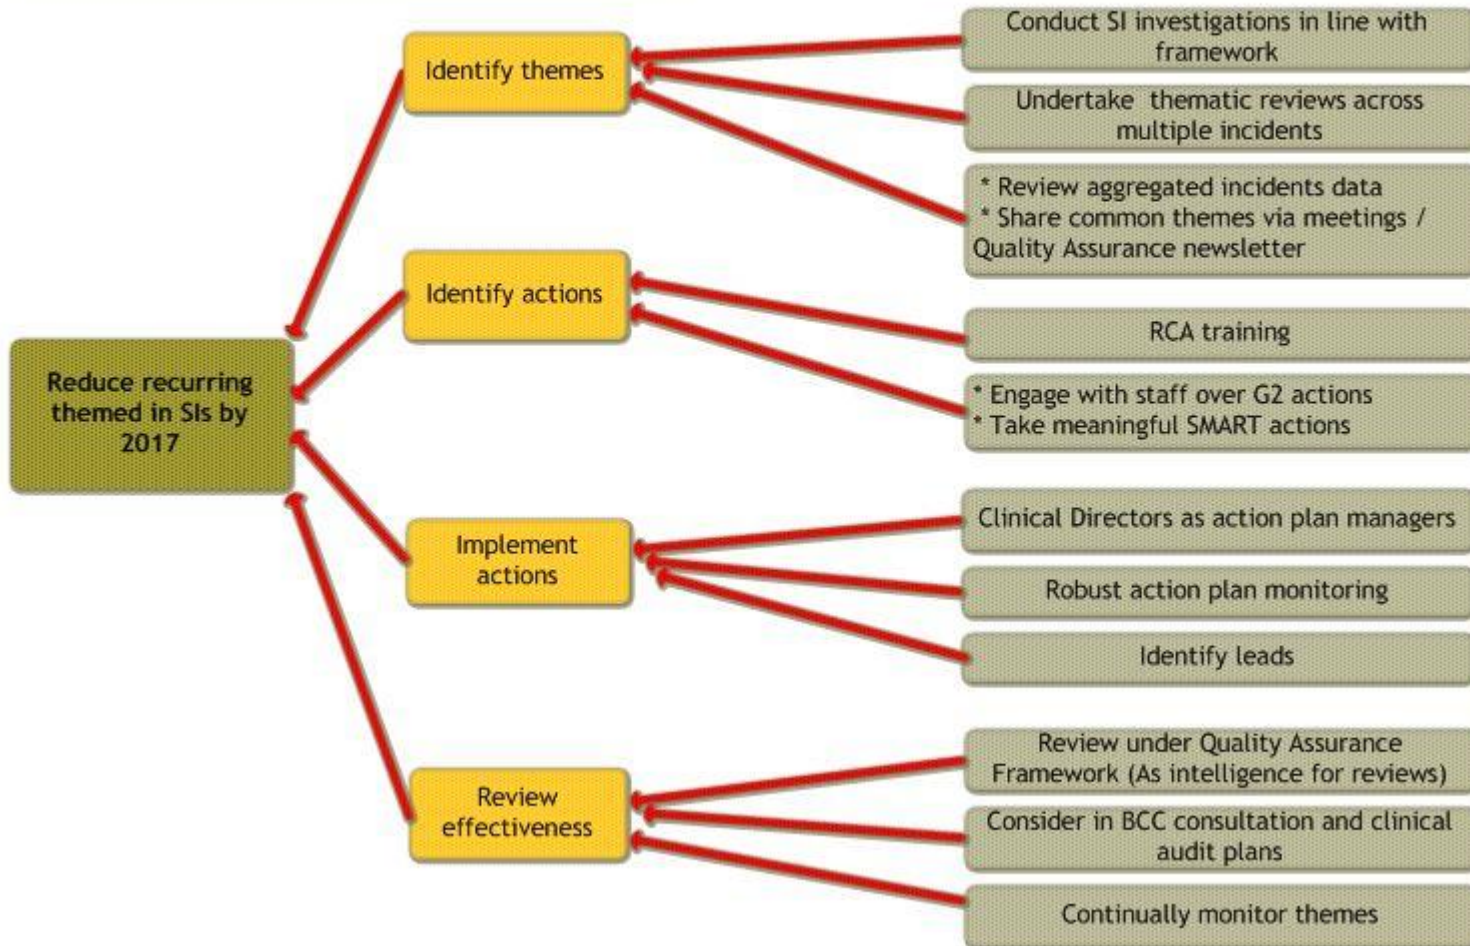 Conduct SI investigations in line with
framework
Identify themes
Undertake thematic reviews across
multiple incidents
* Review aggregated incidents data
* Share common themes via meetings /
Quality Assurance newsletter
Identify actions
RCA training
* Engage with staff over G2 actions
* Take meaningful SMART actions
Reduce recurring
themed in SIs by
2017
Clinical Directors as action plan managers
Implement
actions
Robust action plan monitoring
Identify leads
Review under Quality Assurance
Framework (As intelligence for reviews)
Review
effectiveness
Consider in BCC consultation and clinical
audit plans
Continually monitor themes